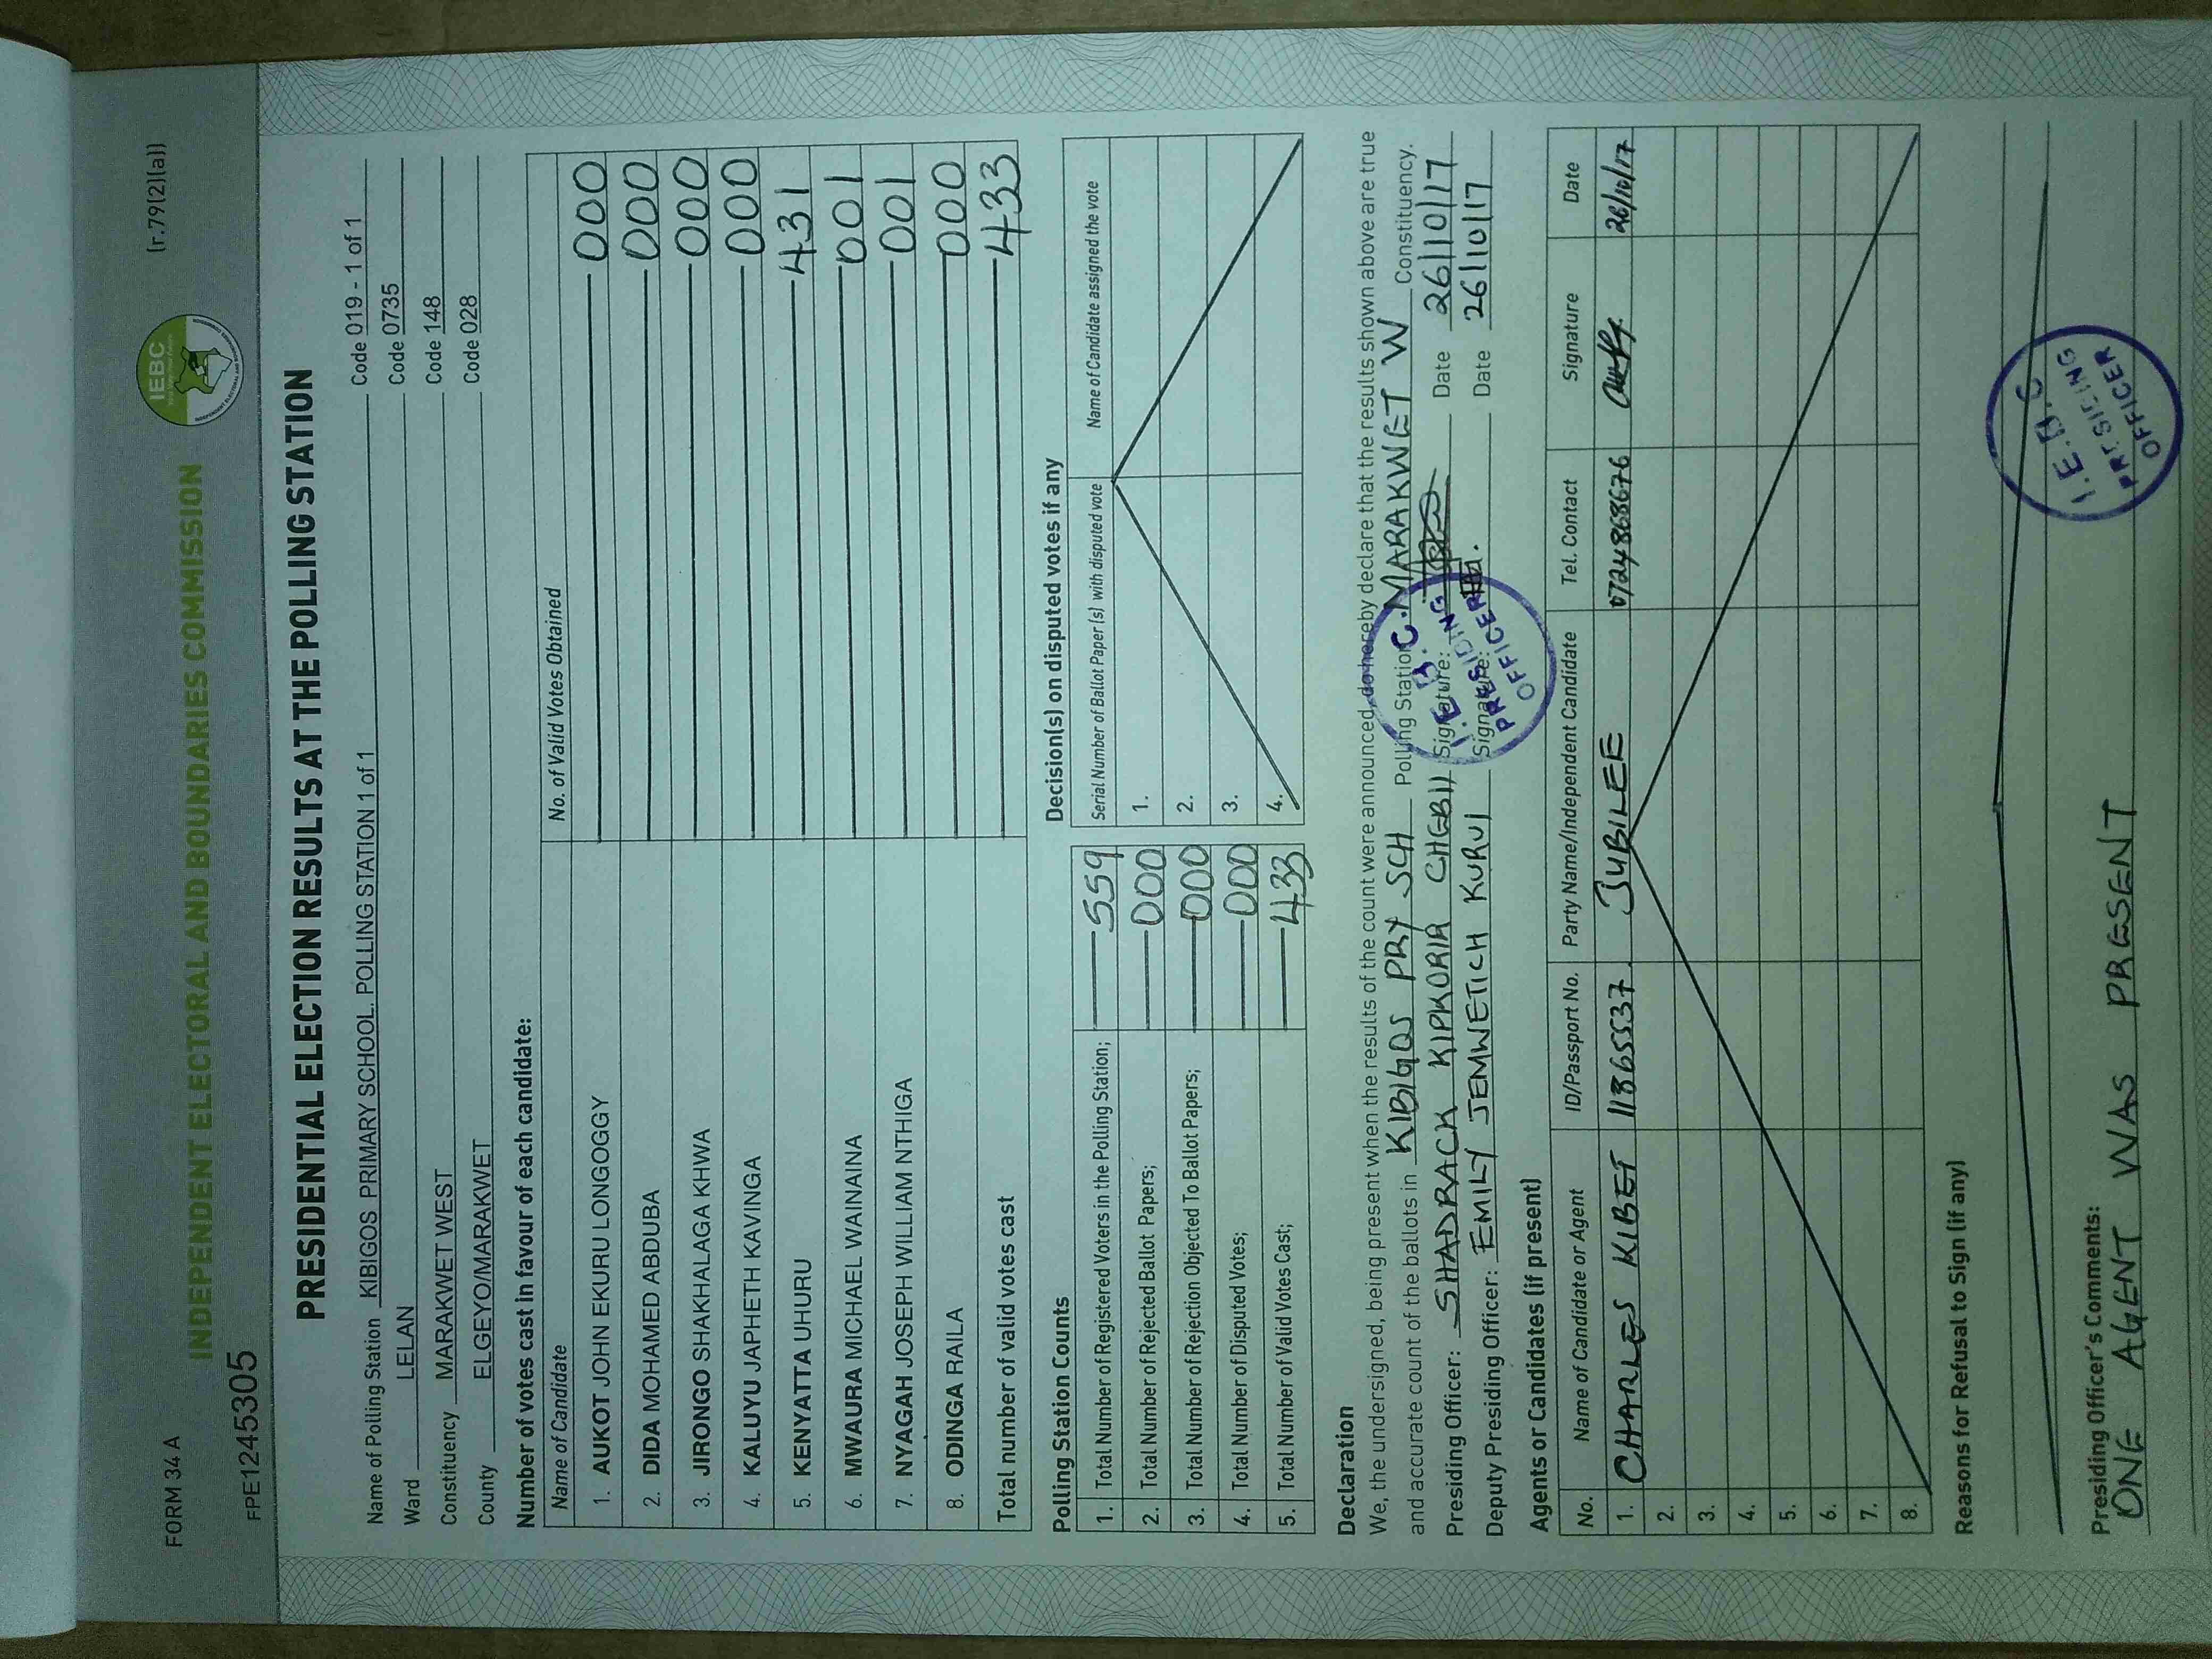 FORM 34 A
(r.79(2)(a))
IEBC
INDEPENDENT ELECTORAL AND BOUNDARIES COMMISSION
FPE1245305
PRESIDENTIAL ELECTION RESULTS AT THE POLLING STATION
Name of Polling Station KIBIGOS PRIMARY SCHOOL. POLLING STATION 1 of 1 Code 019 - 1 of 1
Ward LELAN Code 0735
Constituency MARAKWET WEST Code 148
County ELGEYO/MARAKWET Code 028
Number of votes cast in favour of each candidate:
Name of Candidate No. of Valid Votes Obtained
1. AUKOT JOHN EKURU LONGOGGY 000
2. DIDA MOHAMED ABDUBA 000
3. JIRONGO SHAKHALAGA KHWA 000
4. KALUYU JAPHETH KAVINGA 000
5. KENYATTA UHURU 431
6. MWAURA MICHAEL WAINAINA 001
7. NYAGAH JOSEPH WILLIAM NTHIGA 001
8. ODINGA RAILA 000
Total number of valid votes cast 433
Polling Station Counts
1. Total Number of Registered Voters in the Polling Station; 559
2. Total Number of Rejected Ballot Papers; 000
3. Total Number of Rejection Objected To Ballot Papers; 000
4. Total Number of Disputed Votes; 000
5. Total Number of Valid Votes Cast; 433
Decision(s) on disputed votes if any
Serial Number of Ballot Paper(s) with disputed vote Name of Candidate assigned the vote
1.
2.
3.
4.
Declaration
We, the undersigned, being present when the results of the count were announced, do hereby declare that the results shown above are true
and accurate count of the ballots in KIBIGOS PRY SCH Polling Station, MARAKWET W Constituency.
Presiding Officer: SHADRACK KIPKORIR CHEBII Signature: Date 26/10/17
Deputy Presiding Officer: EMILY JEMWETICH KURUI Signature: Date 26/10/17
I.E.B.C.
PRESIDING
OFFICER
Agents or Candidates (if present)
No. Name of Candidate or Agent ID/Passport No. Party Name/Independent Candidate Tel. Contact Signature Date
1. CHARLES KIBET 11865537 JUBILEE 0724868676 26/10/17
2.
3.
4.
5.
6.
7.
8.
Reasons for Refusal to Sign (if any)
I.E.B.C
PRESIDING
OFFICER
Presiding Officer's Comments:
ONE AGENT WAS PRESENT